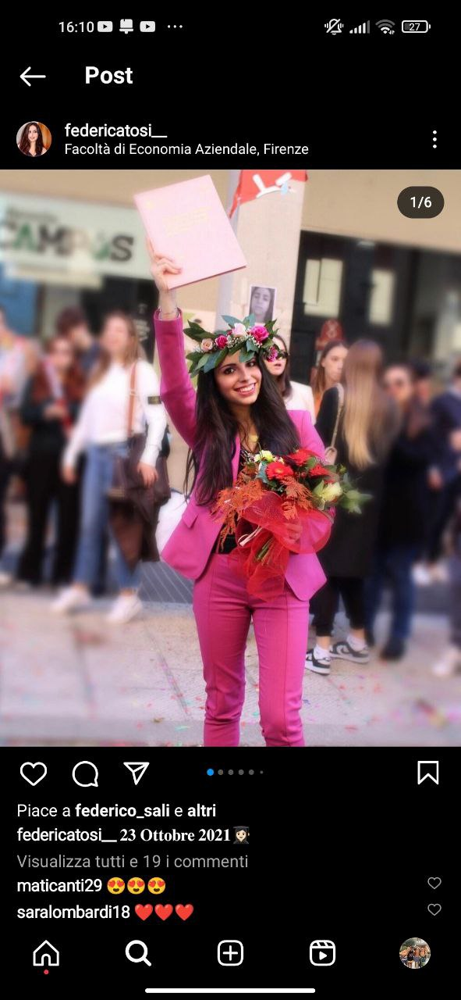 16:10
27
Post
federicatosi__
Facoltà di Economia Aziendale, Firenze
1/6
CAMPUS
Piace a federico_sali e altri
federicatosi__ 23 Ottobre 2021👩🏻‍🎓
Visualizza tutti e 19 i commenti
maticanti29 😍😍😍
saralombardi18 ❤️❤️❤️